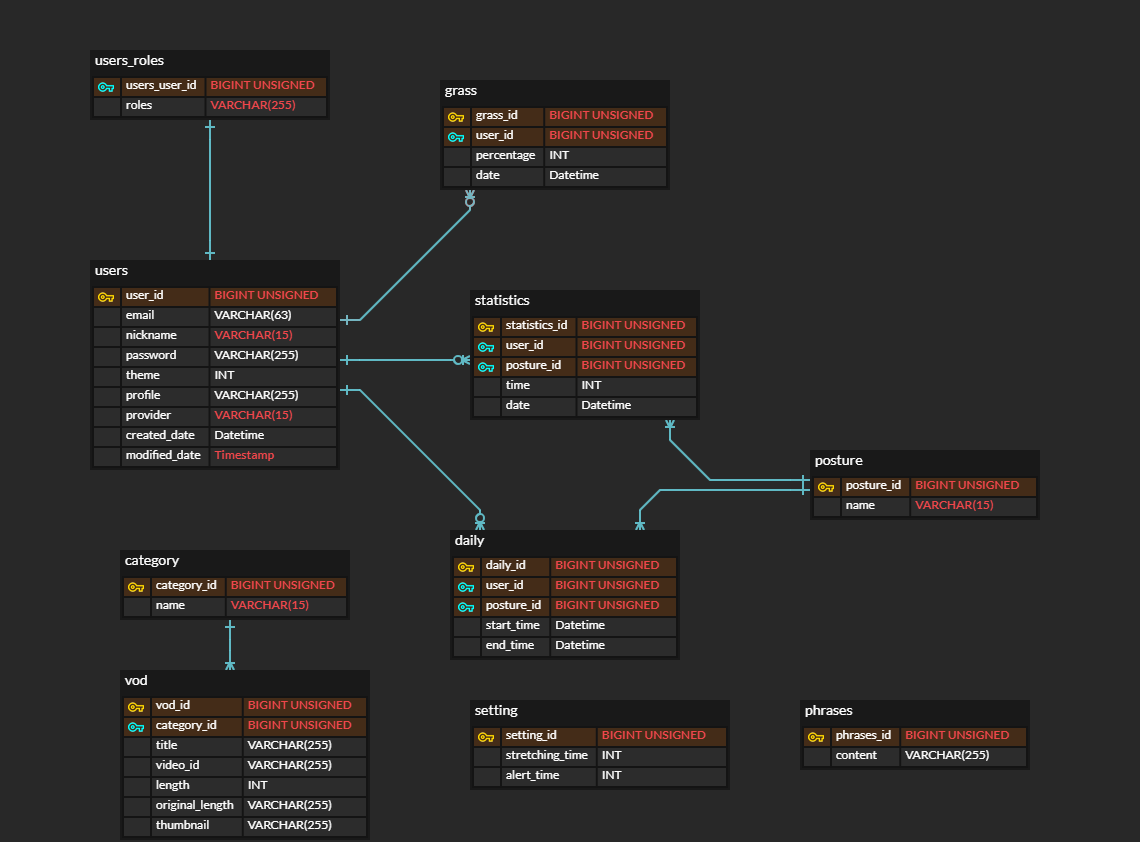 users_roles
users_user_id BIGINT UNSIGNED
roles VARCHAR(255)
grass
grass_id BIGINT UNSIGNED
user_id BIGINT UNSIGNED
percentage INT
date Datetime
users
user_id BIGINT UNSIGNED
email VARCHAR(63)
nickname VARCHAR(15)
password VARCHAR(255)
theme INT
profile VARCHAR(255)
provider VARCHAR(15)
created_date Datetime
modified_date Timestamp
statistics
statistics_id BIGINT UNSIGNED
user_id BIGINT UNSIGNED
posture_id BIGINT UNSIGNED
time INT
date Datetime
posture
posture_id BIGINT UNSIGNED
name VARCHAR(15)
daily
daily_id BIGINT UNSIGNED
user_id BIGINT UNSIGNED
posture_id BIGINT UNSIGNED
start_time Datetime
end_time Datetime
category
category_id BIGINT UNSIGNED
name VARCHAR(15)
vod
vod_id BIGINT UNSIGNED
category_id BIGINT UNSIGNED
title VARCHAR(255)
video_id VARCHAR(255)
length INT
original_length VARCHAR(255)
thumbnail VARCHAR(255)
setting
setting_id BIGINT UNSIGNED
stretching_time INT
alert_time INT
phrases
phrases_id BIGINT UNSIGNED
content VARCHAR(255)